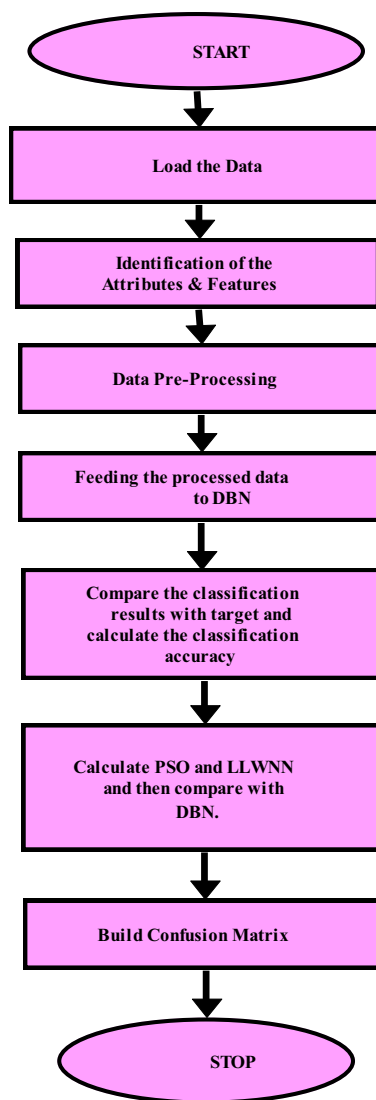 START
Load the Data
Identification of the
Attributes & Features
Data Pre-Processing
Feeding the processed data
to DBN
Compare the classification
results with target and
calculate the classification
accuracy
Calculate PSO and LLWNN
and then compare with
DBN.
Build Confusion Matrix
STOP